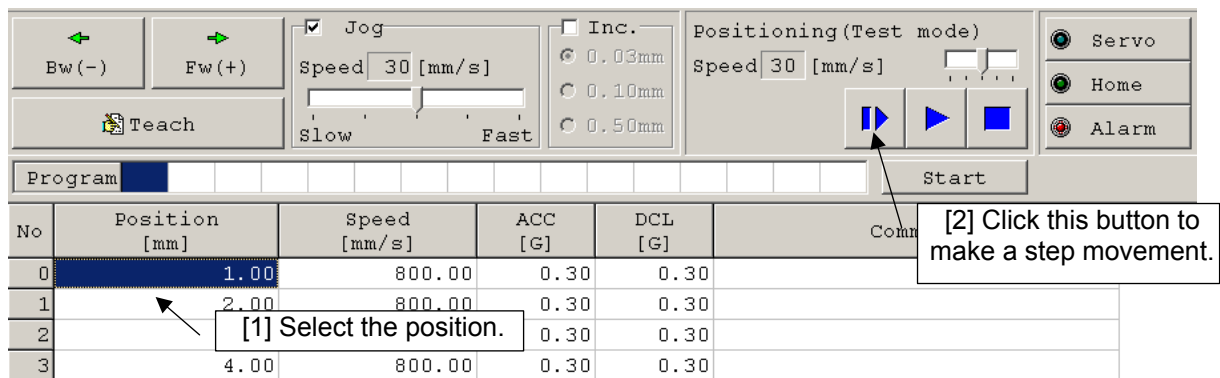 Bw(-)
Fw(+)
Teach
Jog
Speed 30 [mm/s]
Slow Fast
Inc.
0.03mm
0.10mm
0.50mm
Positioning(Test mode)
Speed 30 [mm/s]
Servo
Home
Alarm
Program
Start
No Position [mm] Speed [mm/s] ACC [G] DCL [G] Comm
[2] Click this button to
make a step movement.
0 1.00 800.00 0.30 0.30
1 2.00 800.00 0.30 0.30
[1] Select the position.
2 0.30 0.30
3 4.00 800.00 0.30 0.30